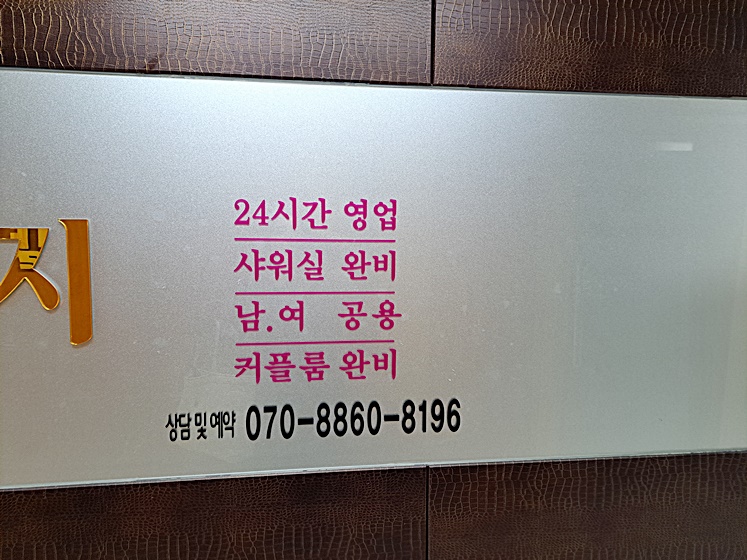 지
24시간 영업
샤워실 완비
남.여 공용
커플룸 완비
상담 및 예약 070-8860-8196